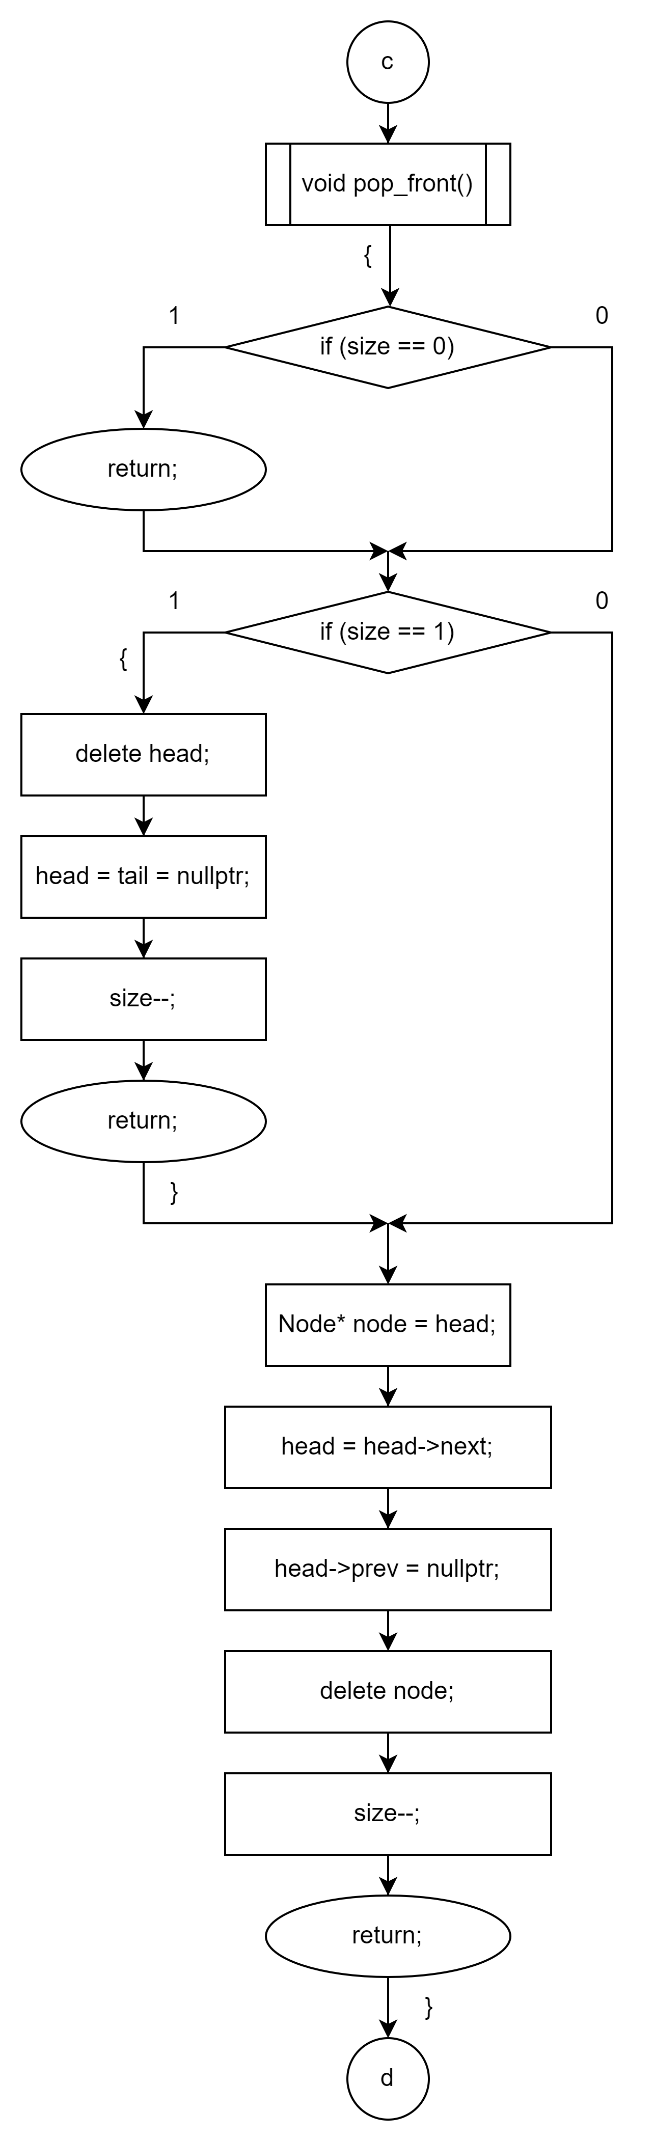 c
void pop_front()
{
1
0
if (size == 0)
return;
1
0
if (size == 1)
{
delete head;
head = tail = nullptr;
size--;
return;
}
Node* node = head;
head = head->next;
head->prev = nullptr;
delete node;
size--;
return;
}
d